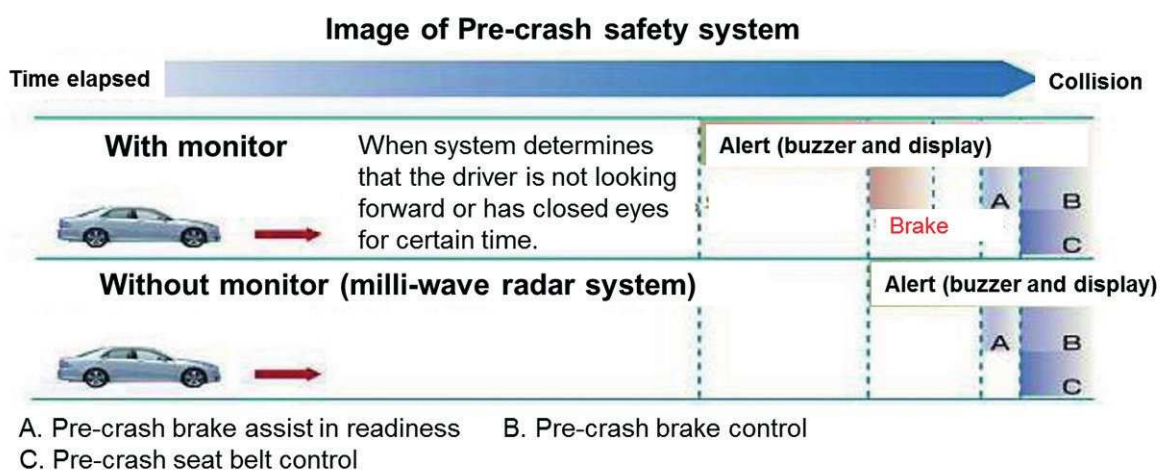 Image of Pre-crash safety system
Time elapsed
Collision
With monitor
When system determines
that the driver is not looking
forward or has closed eyes
for certain time.
Alert (buzzer and display)
A
B
Brake
C
Without monitor (milli-wave radar system)
Alert (buzzer and display)
A
B
C
A. Pre-crash brake assist in readiness
B. Pre-crash brake control
C. Pre-crash seat belt control